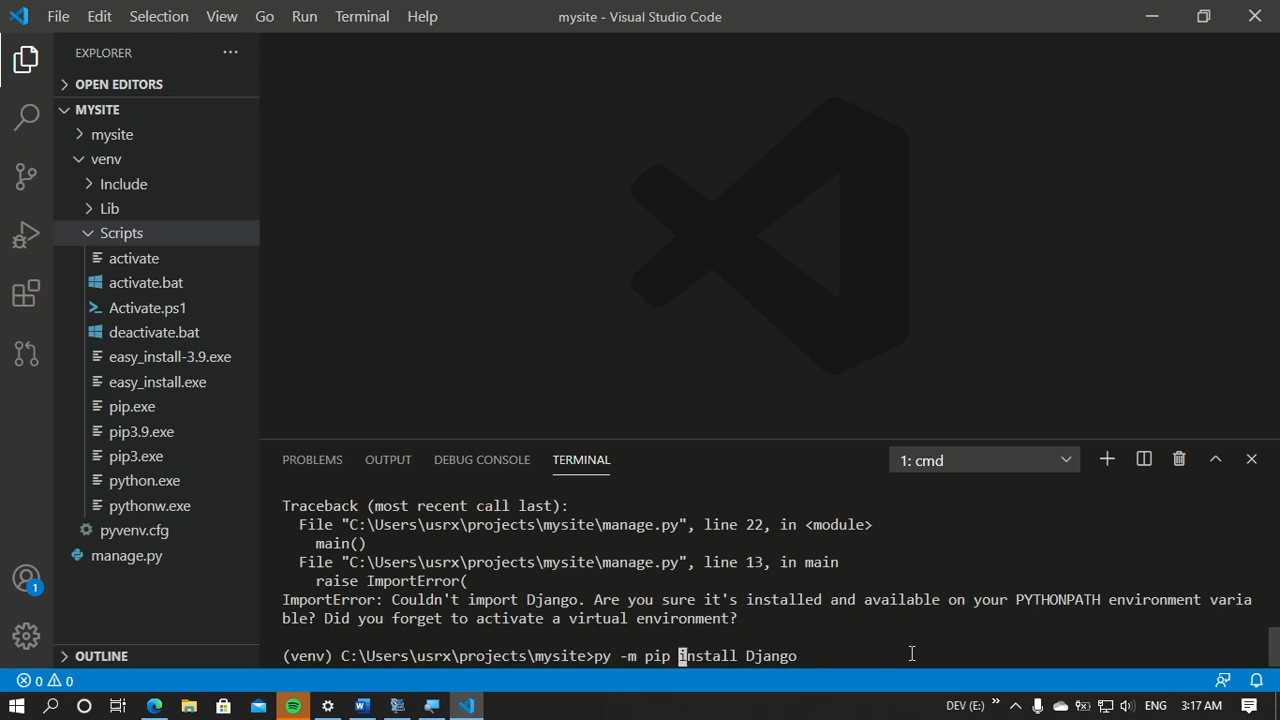 File Edit Selection View Go Run Terminal Help
mysite - Visual Studio Code
EXPLORER
OPEN EDITORS
MYSITE
mysite
venv
Include
Lib
Scripts
activate
activate.bat
Activate.ps1
deactivate.bat
easy_install-3.9.exe
easy_install.exe
pip.exe
pip3.9.exe
pip3.exe
python.exe
pythonw.exe
pyvenv.cfg
manage.py
OUTLINE
1
PROBLEMS OUTPUT DEBUG CONSOLE TERMINAL
1: cmd
Traceback (most recent call last):
File "C:\Users\usrx\projects\mysite\manage.py", line 22, in <module>
main()
File "C:\Users\usrx\projects\mysite\manage.py", line 13, in main
raise ImportError(
ImportError: Couldn't import Django. Are you sure it's installed and available on your PYTHONPATH environment varia
ble? Did you forget to activate a virtual environment?
(venv) C:\Users\usrx\projects\mysite>py -m pip install Django
0 0
DEV (E:) ENG 3:17 AM